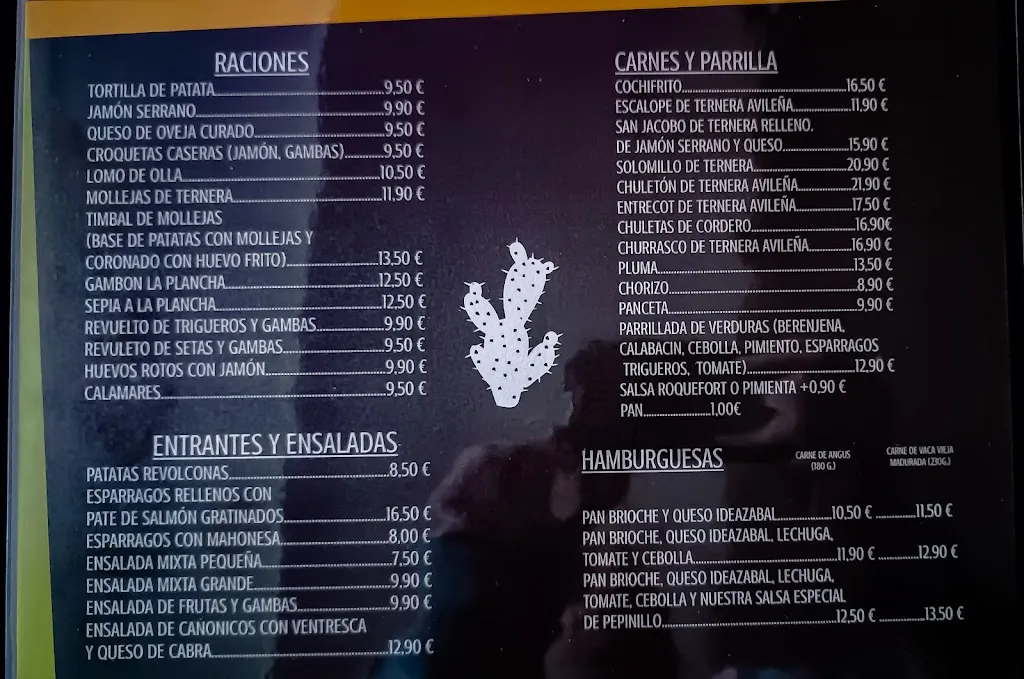 RACIONES
TORTILLA DE PATATA 9,50 €
JAMÓN SERRANO 9,90 €
QUESO DE OVEJA CURADO 9,50 €
CROQUETAS CASERAS (JAMÓN, GAMBAS) 9,50 €
LOMO DE OLLA 10,50 €
MOLLEJAS DE TERNERA 11,90 €
TIMBAL DE MOLLEJAS
(BASE DE PATATAS CON MOLLEJAS Y
CORONADO CON HUEVO FRITO) 13,50 €
GAMBON LA PLANCHA 12,50 €
SEPIA A LA PLANCHA 12,50 €
REVUELTO DE TRIGUEROS Y GAMBAS 9,90 €
REVULETO DE SETAS Y GAMBAS 9,50 €
HUEVOS ROTOS CON JAMÓN 9,90 €
CALAMARES 9,50 €
ENTRANTES Y ENSALADAS
PATATAS REVOLCONAS 8,50 €
ESPARRAGOS RELLENOS CON
PATE DE SALMÓN GRATINADOS 16,50 €
ESPARRAGOS CON MAHONESA 8,00 €
ENSALADA MIXTA PEQUEÑA 7,50 €
ENSALADA MIXTA GRANDE 9,90 €
ENSALADA DE FRUTAS Y GAMBAS 9,90 €
ENSALADA DE CAÑONICOS CON VENTRESCA
Y QUESO DE CABRA 12,90 €
CARNES Y PARRILLA
COCHIFRITO 16,50 €
ESCALOPE DE TERNERA AVILEÑA 11,90 €
SAN JACOBO DE TERNERA RELLENO,
DE JAMÓN SERRANO Y QUESO 15,90 €
SOLOMILLO DE TERNERA 20,90 €
CHULETÓN DE TERNERA AVILEÑA 21,90 €
ENTRECOT DE TERNERA AVILEÑA 17,50 €
CHULETAS DE CORDERO 16,90€
CHURRASCO DE TERNERA AVILEÑA 16,90 €
PLUMA 13,50 €
CHORIZO 8,90 €
PANCETA 9,90 €
PARRILLADA DE VERDURAS (BERENJENA,
CALABACIN, CEBOLLA, PIMIENTO, ESPARRAGOS
TRIGUEROS, TOMATE) 12,90 €
SALSA ROQUEFORT O PIMIENTA +0,90 €
PAN 1,00€
HAMBURGUESAS
CARNE DE ANGUS
(180 G.)
CARNE DE VACA VIEJA
MADURADA (230G.)
PAN BRIOCHE Y QUESO IDEAZABAL 10,50 € 11,50 €
PAN BRIOCHE, QUESO IDEAZABAL, LECHUGA,
TOMATE Y CEBOLLA 11,90 € 12,90 €
PAN BRIOCHE, QUESO IDEAZABAL, LECHUGA,
TOMATE, CEBOLLA Y NUESTRA SALSA ESPECIAL
DE PEPINILLO 12,50 € 13,50 €